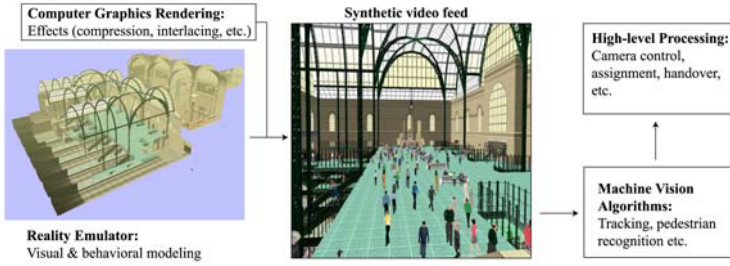 Computer Graphics Rendering:
Effects (compression, interlacing, etc.)
Reality Emulator:
Visual & behavioral modeling
Synthetic video feed
High-level Processing:
Camera control,
assignment, handover,
etc.
Machine Vision
Algorithms:
Tracking, pedestrian
recognition etc.